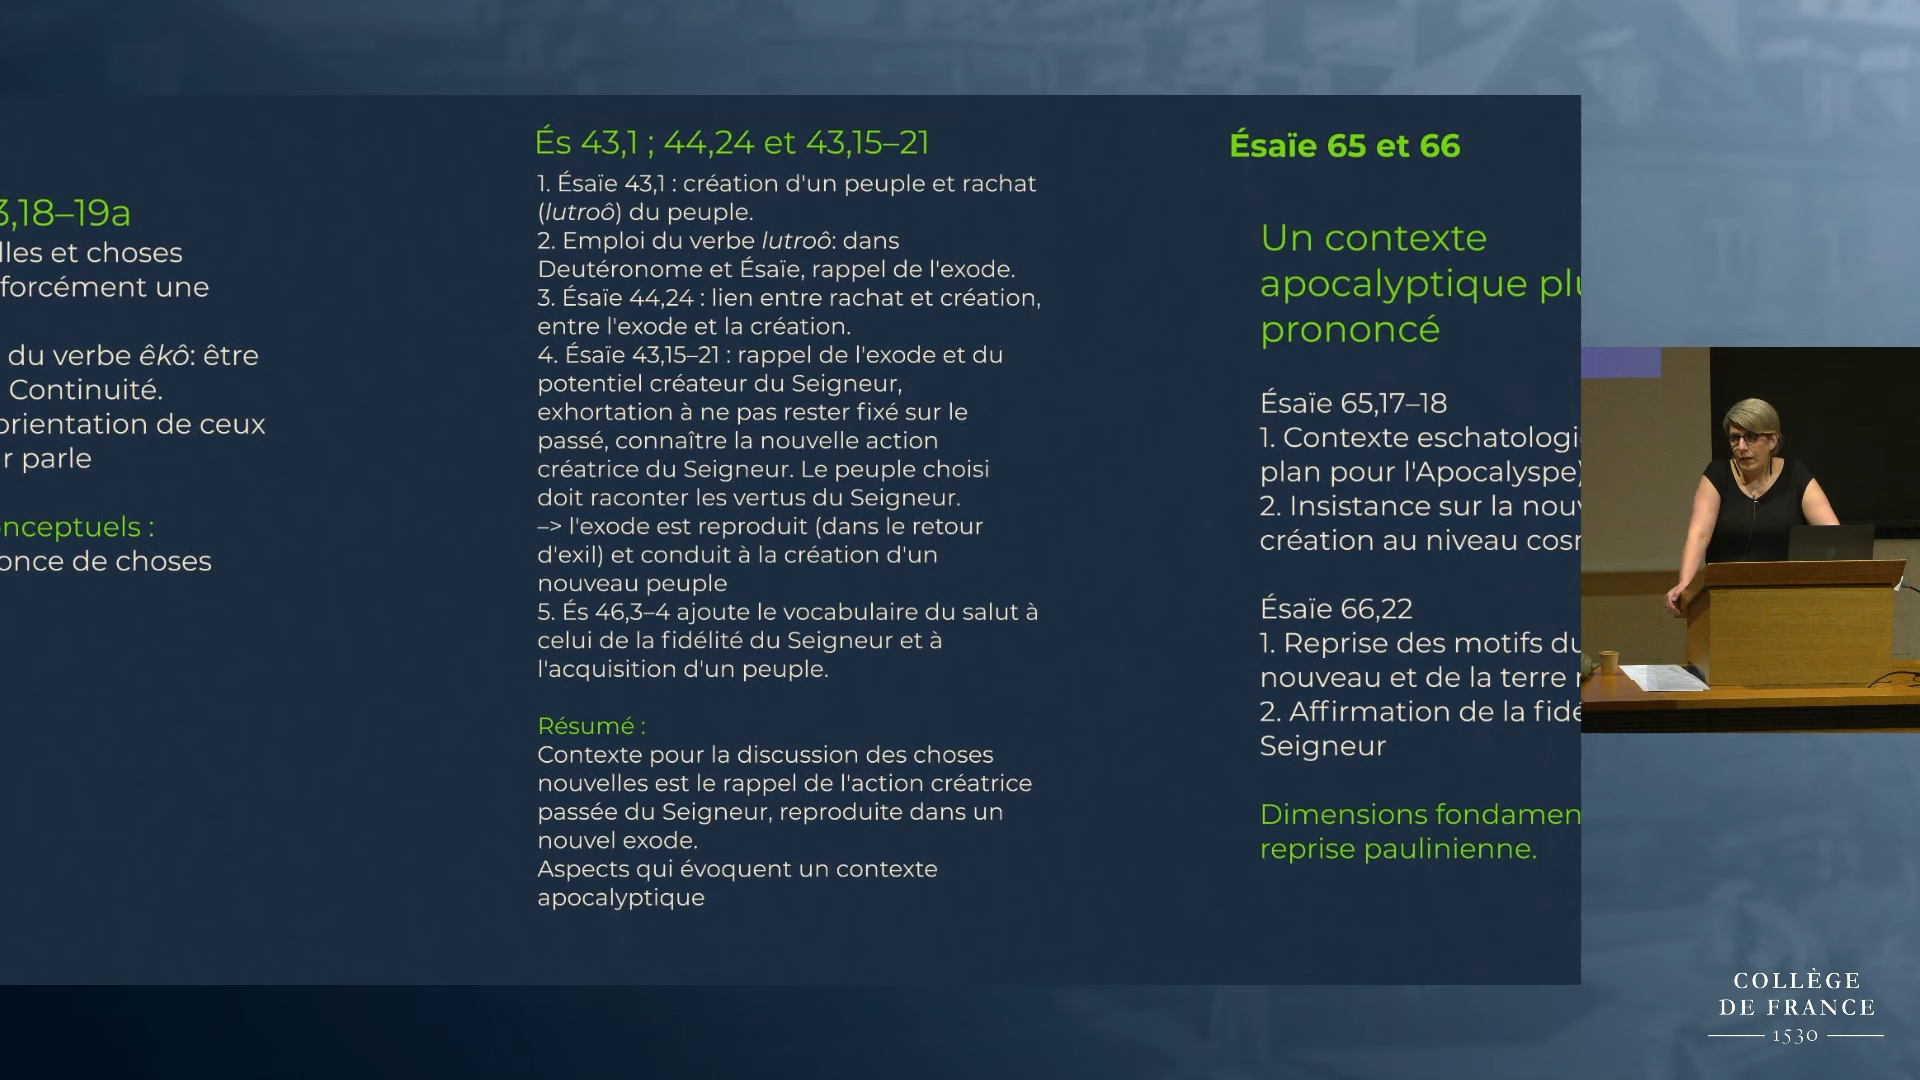 3,18–19a
lles et choses
forcément une
du verbe êkô: être
. Continuité.
orientation de ceux
r parle
onceptuels :
once de choses
És 43,1 ; 44,24 et 43,15–21
1. Ésaïe 43,1 : création d'un peuple et rachat
(lutroô) du peuple.
2. Emploi du verbe lutroô: dans
Deutéronome et Ésaïe, rappel de l'exode.
3. Ésaïe 44,24 : lien entre rachat et création,
entre l'exode et la création.
4. Ésaïe 43,15–21 : rappel de l'exode et du
potentiel créateur du Seigneur,
exhortation à ne pas rester fixé sur le
passé, connaître la nouvelle action
créatrice du Seigneur. Le peuple choisi
doit raconter les vertus du Seigneur.
–> l'exode est reproduit (dans le retour
d'exil) et conduit à la création d'un
nouveau peuple
5. És 46,3–4 ajoute le vocabulaire du salut à
celui de la fidélité du Seigneur et à
l'acquisition d'un peuple.
Résumé :
Contexte pour la discussion des choses
nouvelles est le rappel de l'action créatrice
passée du Seigneur, reproduite dans un
nouvel exode.
Aspects qui évoquent un contexte
apocalyptique
Ésaïe 65 et 66
Un contexte
apocalyptique plu
prononcé
Ésaïe 65,17–18
1. Contexte eschatologi
plan pour l'Apocalyspe)
2. Insistance sur la nouv
création au niveau cosm
Ésaïe 66,22
1. Reprise des motifs du
nouveau et de la terre n
2. Affirmation de la fidé
Seigneur
Dimensions fondamen
reprise paulinienne.
COLLÈGE
DE FRANCE
1530